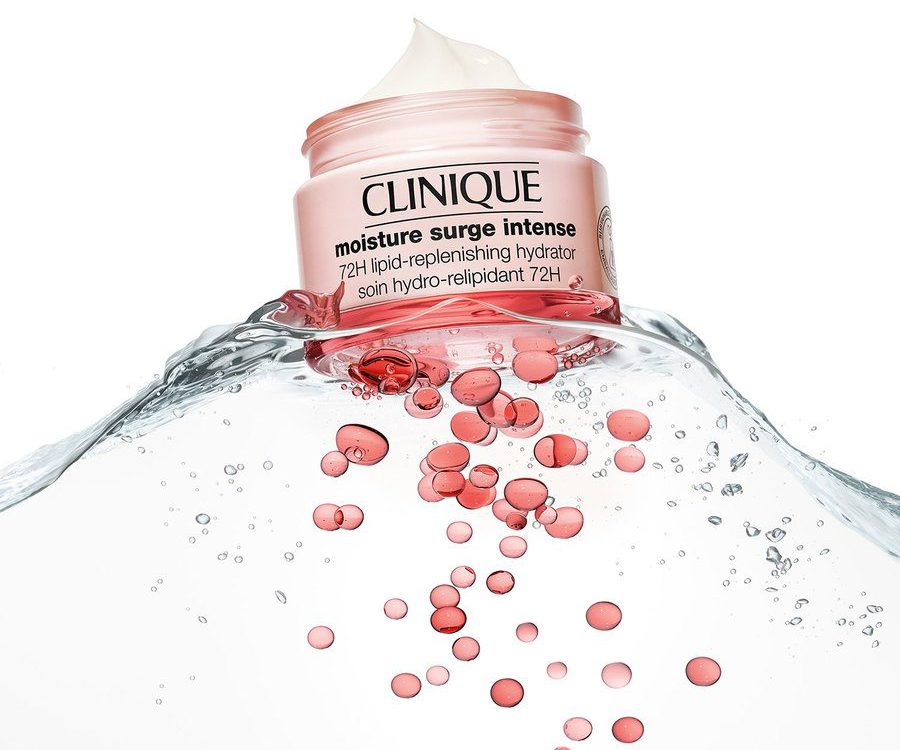 CLINIQUE
moisture surge intense
72H lipid-replenishing hydrator
soin hydro-relipidant 72H